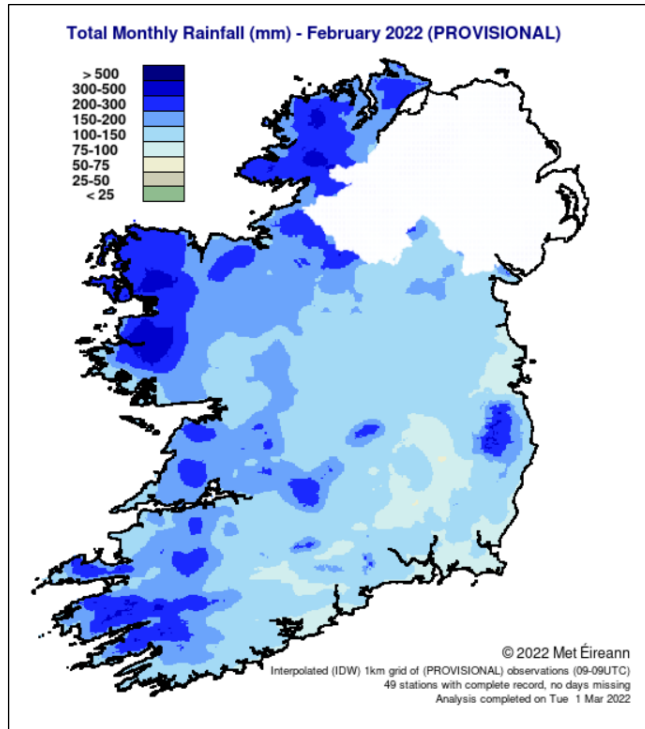 Total Monthly Rainfall (mm) - February 2022 (PROVISIONAL)
> 500
300-500
200-300
150-200
100-150
75-100
50-75
25-50
< 25
© 2022 Met Éireann
Interpolated (IDW) 1km grid of (PROVISIONAL) observations (09-09UTC)
49 stations with complete record, no days missing
Analysis completed on Tue 1 Mar 2022